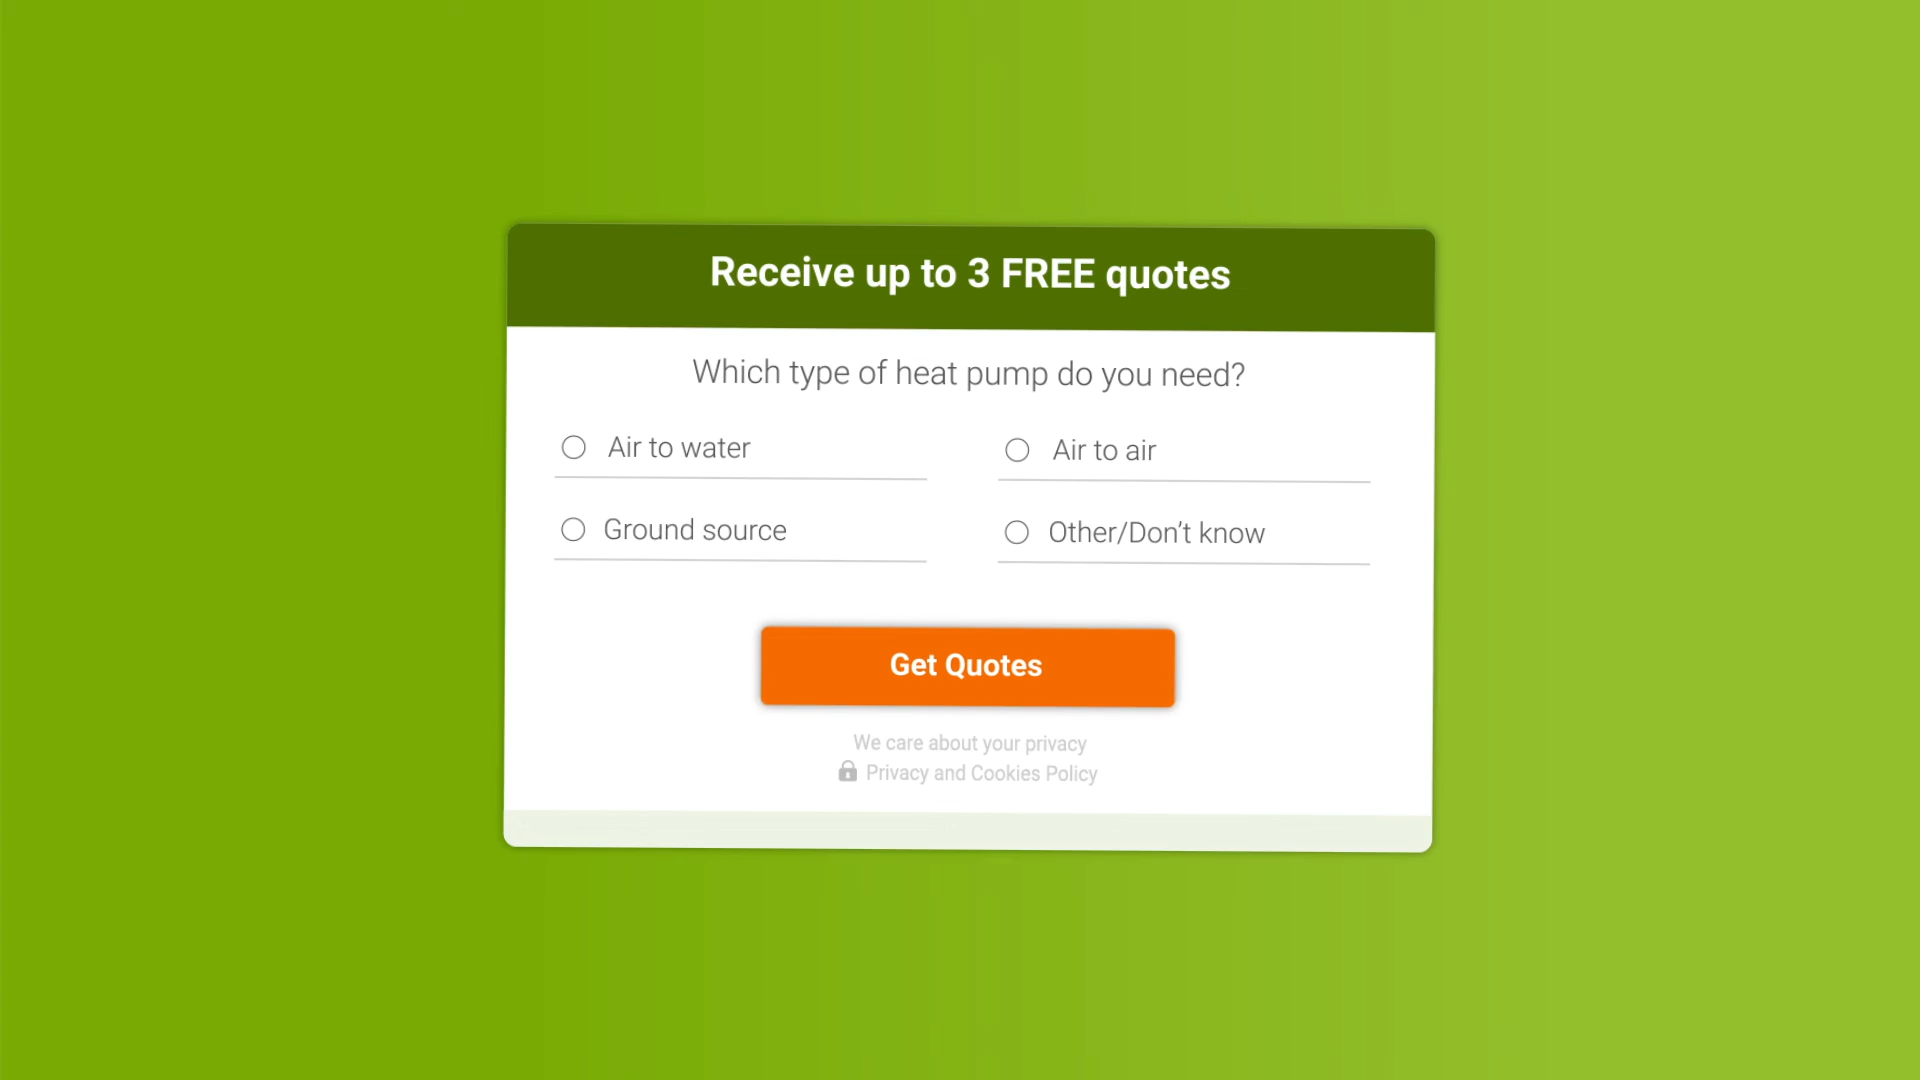 Receive up to 3 FREE quotes
Which type of heat pump do you need?
Air to water
Air to air
Ground source
Other/Don’t know
Get Quotes
We care about your privacy
Privacy and Cookies Policy